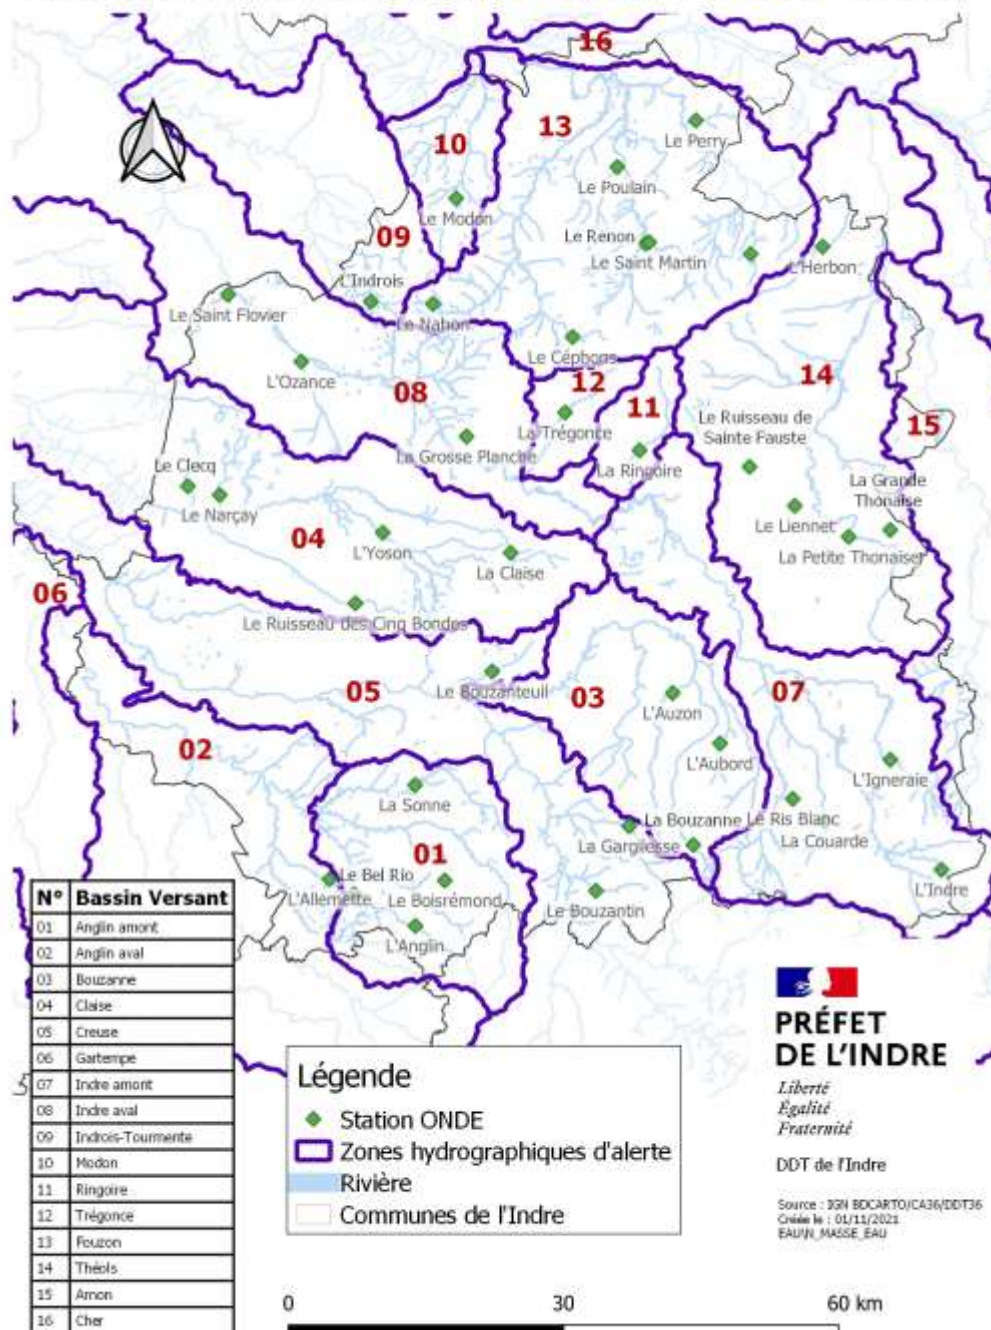 16
13
10
Le Perry
Le Poulain
Le Modon
09
Le Renon
Le Saint Martin
L'Herbon
L'Indrois
Le Saint Flovier
Le Nahon
Le Céphons
L'Ozance
12
14
08
11
Le Ruisseau de
Sainte Fauste
15
La Trégonce
La Grosse Planche
La Ringoire
Le Clecq
La Grande
Thonaise
Le Narçay
Le Liennet
04
L'Yoson
La Petite Thonaise
La Claise
06
Le Ruisseau des Cinq Bondes
05
Le Bouzanteuil
03
07
L'Auzon
02
L'Aubord
L'Igneraie
La Sonne
La Bouzanne
Le Ris Blanc
La Gargilesse
La Couarde
01
Le Bel Rio
L'Allemette
Le Boisrémond
Le Bouzantin
L'Indre
L'Anglin
N° Bassin Versant
01 Anglin amont
02 Anglin aval
03 Bouzanne
04 Claise
05 Creuse
06 Gartempe
07 Indre amont
08 Indre aval
09 Indrois-Tourmente
10 Modon
11 Ringoire
12 Trégonce
13 Fouzon
14 Théols
15 Arnon
16 Cher
Légende
Station ONDE
Zones hydrographiques d'alerte
Rivière
Communes de l'Indre
PRÉFET
DE L'INDRE
Liberté
Égalité
Fraternité
DDT de l'Indre
Source : IGN BDCARTO/CA36/DDT36
Créée le : 01/11/2021
EAU\N_MASSE_EAU
0 30 60 km